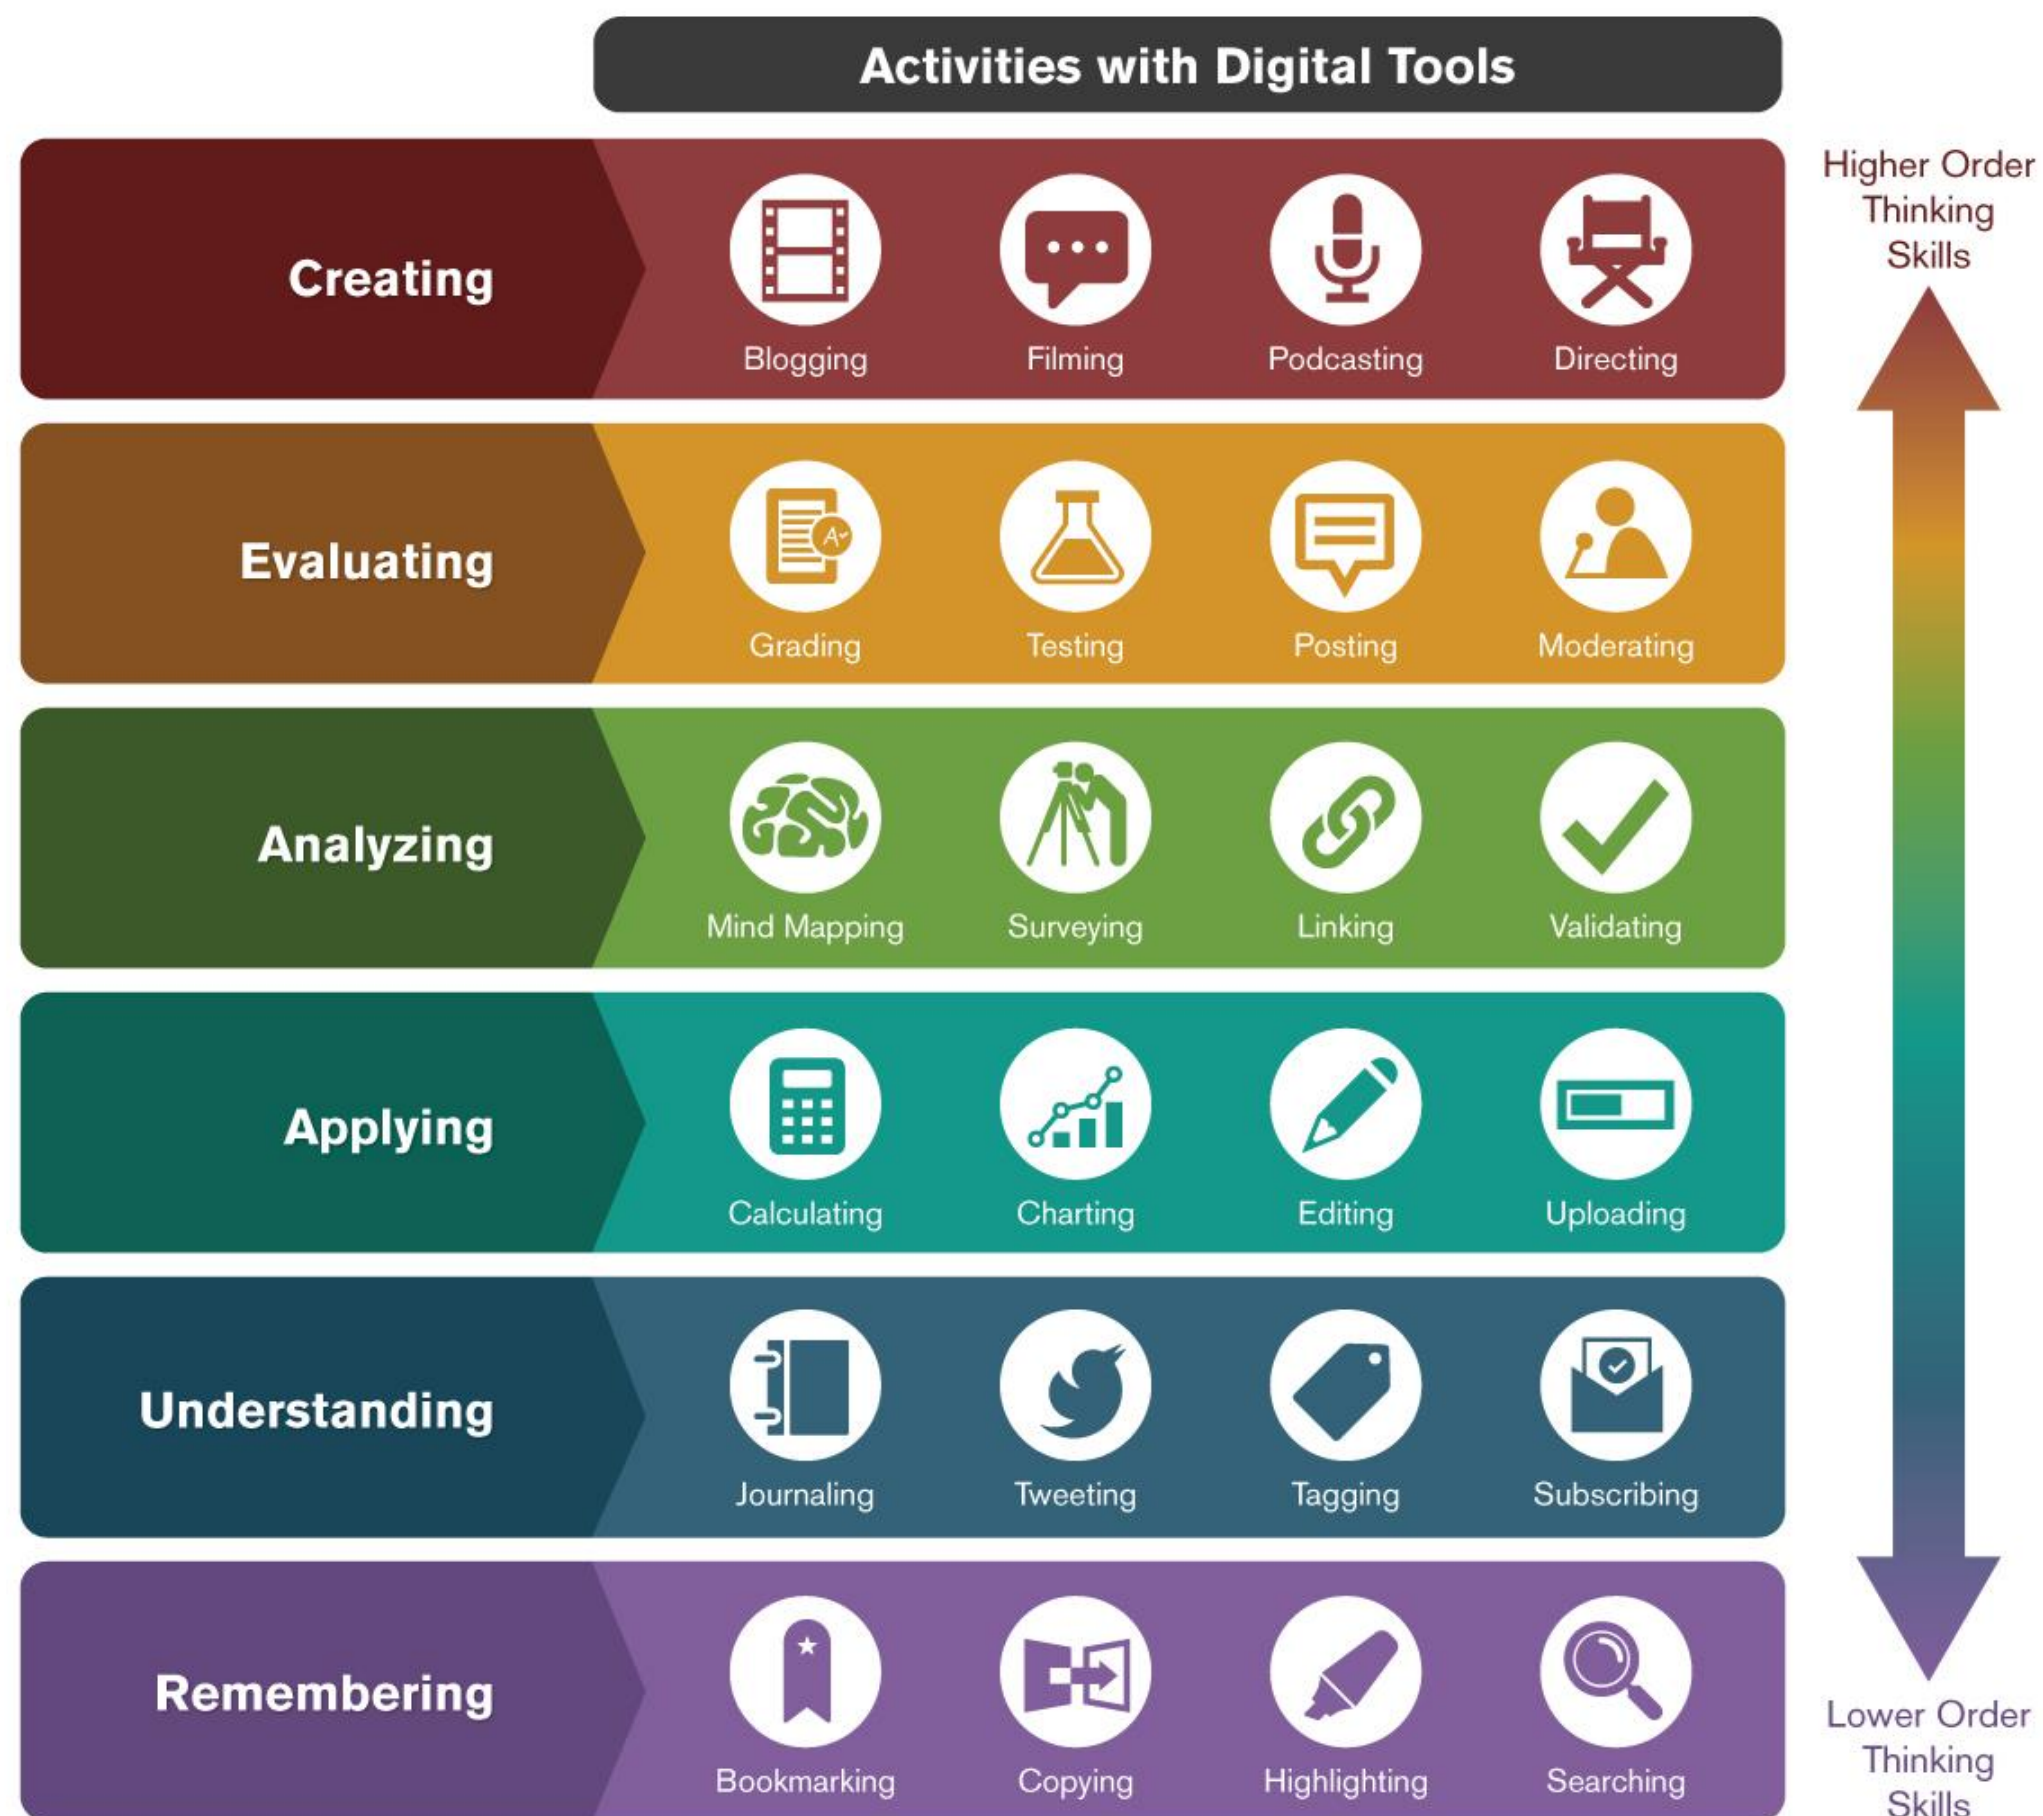 Activities with Digital Tools
Higher Order
Thinking
Skills
Creating
Blogging Filming Podcasting Directing
Evaluating
A+
Grading Testing Posting Moderating
Analyzing
Mind Mapping Surveying Linking Validating
Applying
Calculating Charting Editing Uploading
Understanding
Journaling Tweeting Tagging Subscribing
Remembering
Bookmarking Copying Highlighting Searching
Lower Order
Thinking
Skills